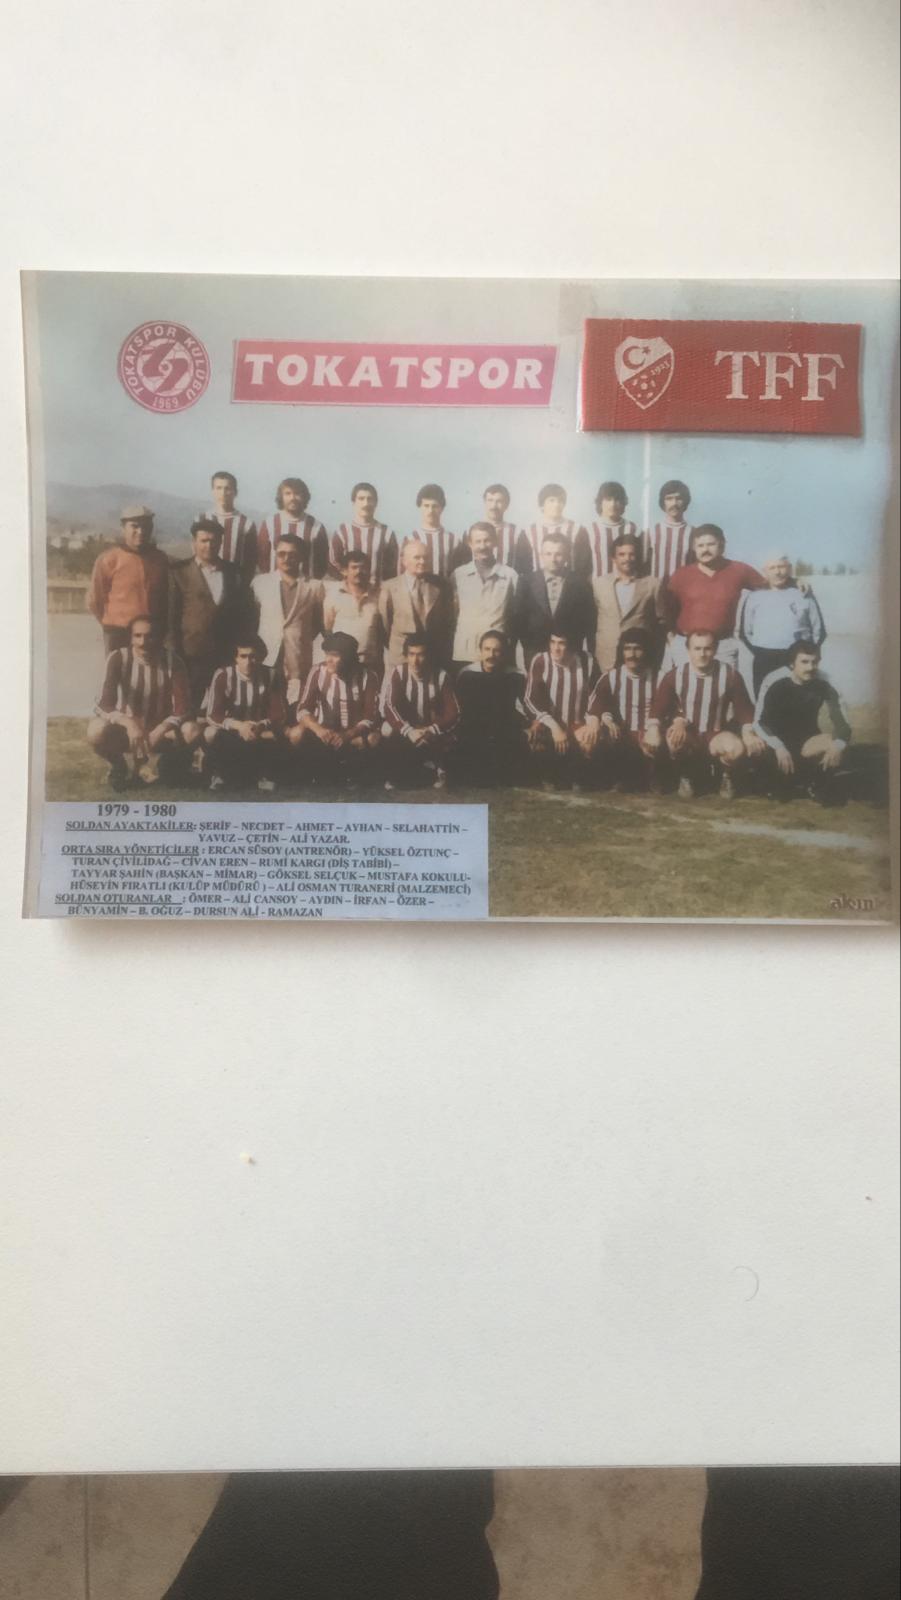 TOKATSPOR KULÜBÜ
1969
TOKATSPOR
1923
TFF
1979 - 1980
SOLDAN AYAKTAKİLER: ŞERİF – NECDET – AHMET – AYHAN – SELAHATTİN –
YAVUZ – ÇETİN – ALİ YAZAR.
ORTA SIRA YÖNETİCİLER : ERCAN SÜSOY (ANTRENÖR) – YÜKSEL ÖZTUNÇ –
TURAN ÇİVİLİDAĞ – CİVAN EREN – RUMİ KARGI (DİŞ TABİBİ) –
TAYYAR ŞAHİN (BAŞKAN – MİMAR) – GÖKSEL SELÇUK – MUSTAFA KOKULU-
HÜSEYİN FIRATLI (KULÜP MÜDÜRÜ ) – ALİ OSMAN TURANERİ (MALZEMECİ)
SOLDAN OTURANLAR : ÖMER – ALİ CANSOY – AYDIN – İRFAN – ÖZER –
BÜNYAMİN – B. OĞUZ – DURSUN ALİ - RAMAZAN
akın